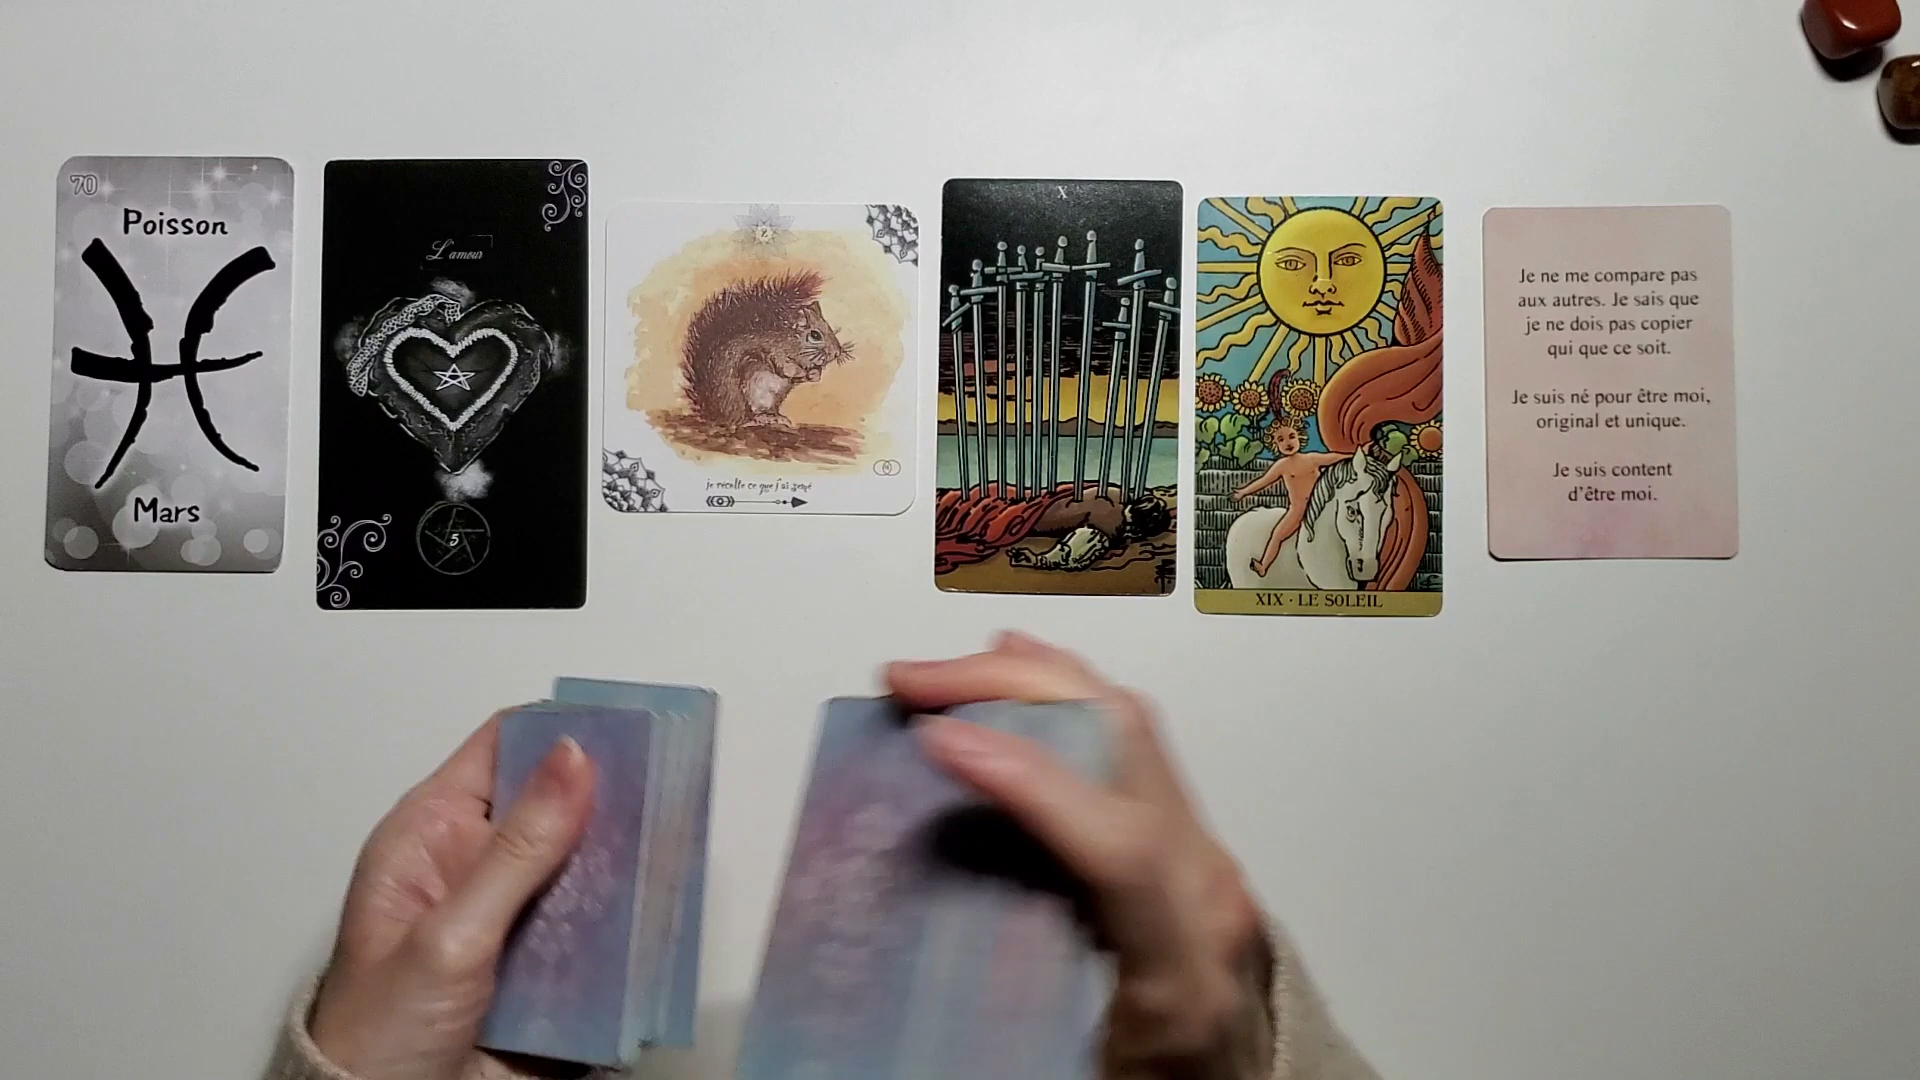 70
Poisson
Mars
L'amour
5
2
je récolte ce que j'ai semé
X
XIX · LE SOLEIL
Je ne me compare pas
aux autres. Je sais que
je ne dois pas copier
qui que ce soit.
Je suis né pour être moi,
original et unique.
Je suis content
d'être moi.